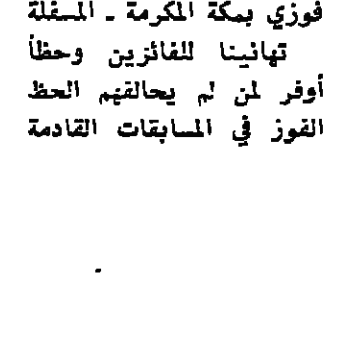 فوزي بمكة المكرمة ـ المسفلة
تهانينا للفائزين وحظاً
أوفر لمن لم يحالفهم الحظ
الفوز في المسابقات القادمة